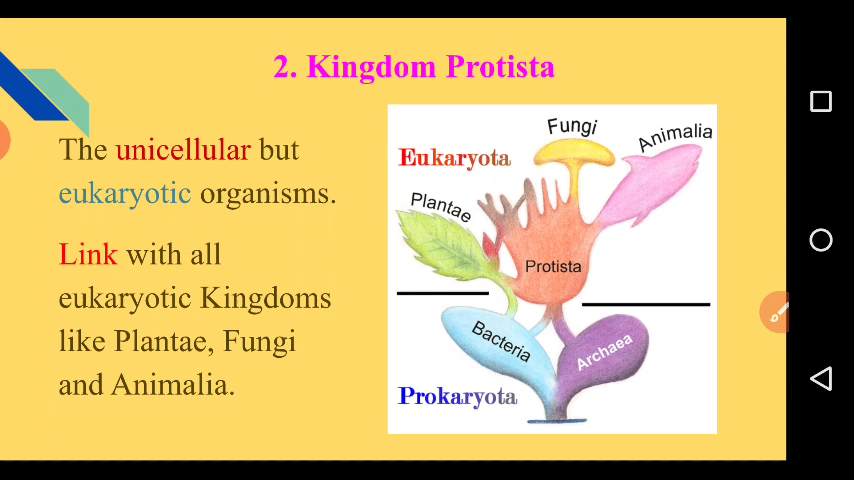 2. Kingdom Protista
The unicellular but
eukaryotic organisms.
Link with all
eukaryotic Kingdoms
like Plantae, Fungi
and Animalia.
Fungi
Animalia
Eukaryota
Plantae
Protista
Bacteria
Archaea
Prokaryota